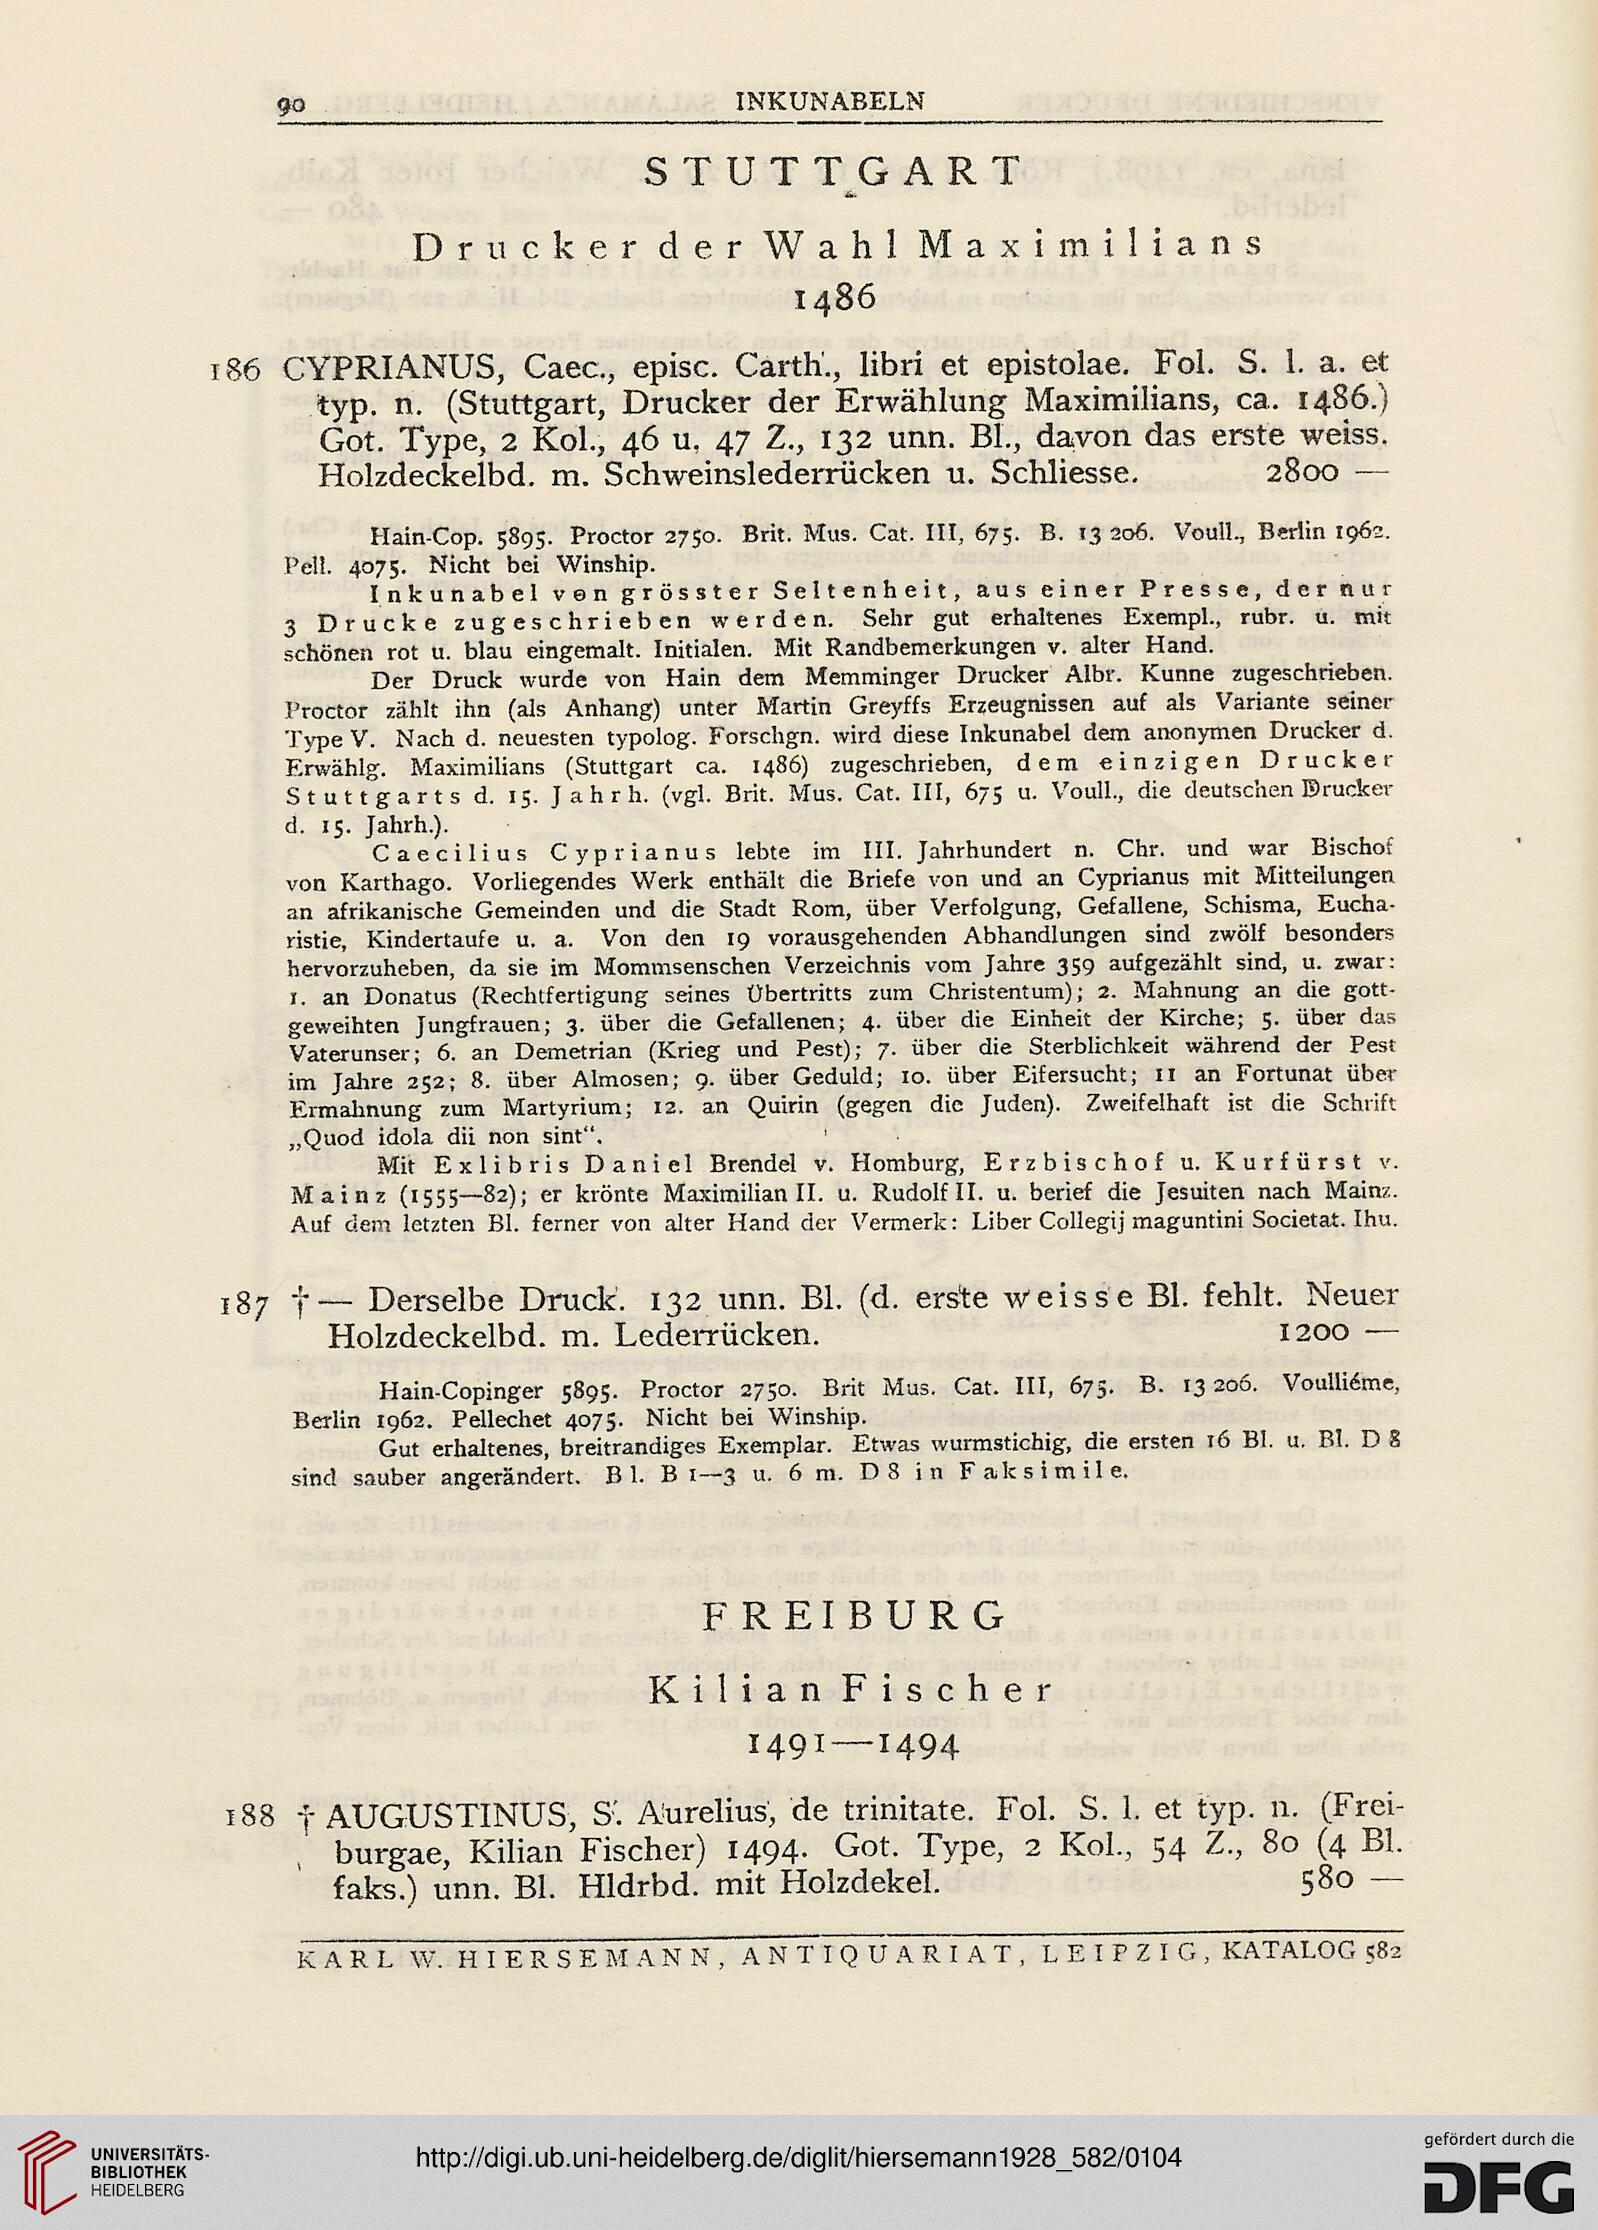 90 INKUNABELN
STUTTGART
Drucker der Wahl Maximilians
1486
186 CYPRIANUS, Caec., episc. Carth., libri et epistolae. Fol. S. l. a. et
typ. n. (Stuttgart, Drucker der Erwählung Maximilians, ca. 1486.)
Got. Type, 2 Kol., 46 u. 47 Z., 132 unn. Bl., davon das erste weiss.
Holzdeckelbd. m. Schweinslederrücken u. Schliesse. 2800 —
Hain-Cop. 5895. Proctor 2750. Brit. Mus. Cat. III, 675. B. 13 206. Voull., Berlin 1962.
Pell. 4075. Nicht bei Winship.
Inkunabel von grösster Seltenheit, aus einer Presse, der nur
3 Drucke zugeschrieben werden. Sehr gut erhaltenes Exempl., rubr. u. mit
schönen rot u. blau eingemalt. Initialen. Mit Randbemerkungen v. alter Hand.
Der Druck wurde von Hain dem Memminger Drucker Albr. Kunne zugeschrieben.
Proctor zählt ihn (als Anhang) unter Martin Greyffs Erzeugnissen auf als Variante seiner
Type V. Nach d. neuesten typolog. Forschgn. wird diese Inkunabel dem anonymen Drucker d.
Erwählg. Maximilians (Stuttgart ca. 1486) zugeschrieben, dem einzigen Drucker
Stuttgarts d. 15. Jahrh. (vgl. Brit. Mus. Cat. III, 675 u. Voull., die deutschen Drucker
d. 15. Jahrh.).
Caecilius Cyprianus lebte im III. Jahrhundert n. Chr. und war Bischof
von Karthago. Vorliegendes Werk enthält die Briefe von und an Cyprianus mit Mitteilungen
an afrikanische Gemeinden und die Stadt Rom, über Verfolgung, Gefallene, Schisma, Eucha-
ristie, Kindertaufe u. a. Von den 19 vorausgehenden Abhandlungen sind zwölf besonders
hervorzuheben, da sie im Mommsenschen Verzeichnis vom Jahre 359 aufgezählt sind, u. zwar:
1. an Donatus (Rechtfertigung seines Übertritts zum Christentum); 2. Mahnung an die gott-
geweihten Jungfrauen; 3. über die Gefallenen; 4. über die Einheit der Kirche; 5. über das
Vaterunser; 6. an Demetrian (Krieg und Pest); 7. über die Sterblichkeit während der Pest
im Jahre 252; 8. über Almosen; 9. über Geduld; 10. über Eifersucht; 11 an Fortunat über
Ermahnung zum Martyrium; 12. an Quirin (gegen die Juden). Zweifelhaft ist die Schrift
„Quod idola dii non sint“.
Mit Exlibris Daniel Brendel v. Homburg, Erzbischof u. Kurfürst v.
Mainz (1555—82); er krönte Maximilian II. u. Rudolf II. u. berief die Jesuiten nach Mainz.
Auf dem letzten Bl. ferner von alter Hand der Vermerk: Liber Collegij maguntini Societat. Ihu.
187 †— Derselbe Druck. 132 unn. Bl. (d. erste weisse Bl. fehlt. Neuer
Holzdeckelbd. m. Lederrücken. 1200 —
Hain-Copinger 5895. Proctor 2750. Brit Mus. Cat. III, 675. B. 13 206. Voulliéme,
Berlin 1962. Pellechet 4075. Nicht bei Winship.
Gut erhaltenes, breitrandiges Exemplar. Etwas wurmstichig, die ersten 16 Bl. u. Bl. D 8
sind sauber angerändert. Bl. B 1—3 u. 6 m. D 8 in Faksimile.
FREIBURG
Kilian Fischer
1491—1494
188 † AUGUSTINUS, S. Aurelius, de trinitate. Fol. S. l. et typ. n. (Frei-
burgae, Kilian Fischer) 1494. Got. Type, 2 Kol., 54 Z., 80 (4 Bl.
faks.) unn. Bl. Hldrbd. mit Holzdekel. 580 —
KARL W. HIERSEMANN, ANTIQUARIAT, LEIPZIG, KATALOG 582
UNIVERSITÄTS-
BIBLIOTHEK
HEIDELBERG
http://digi.ub.uni-heidelberg.de/diglit/hiersemann1928_582/0104
gefördert durch die
DFG